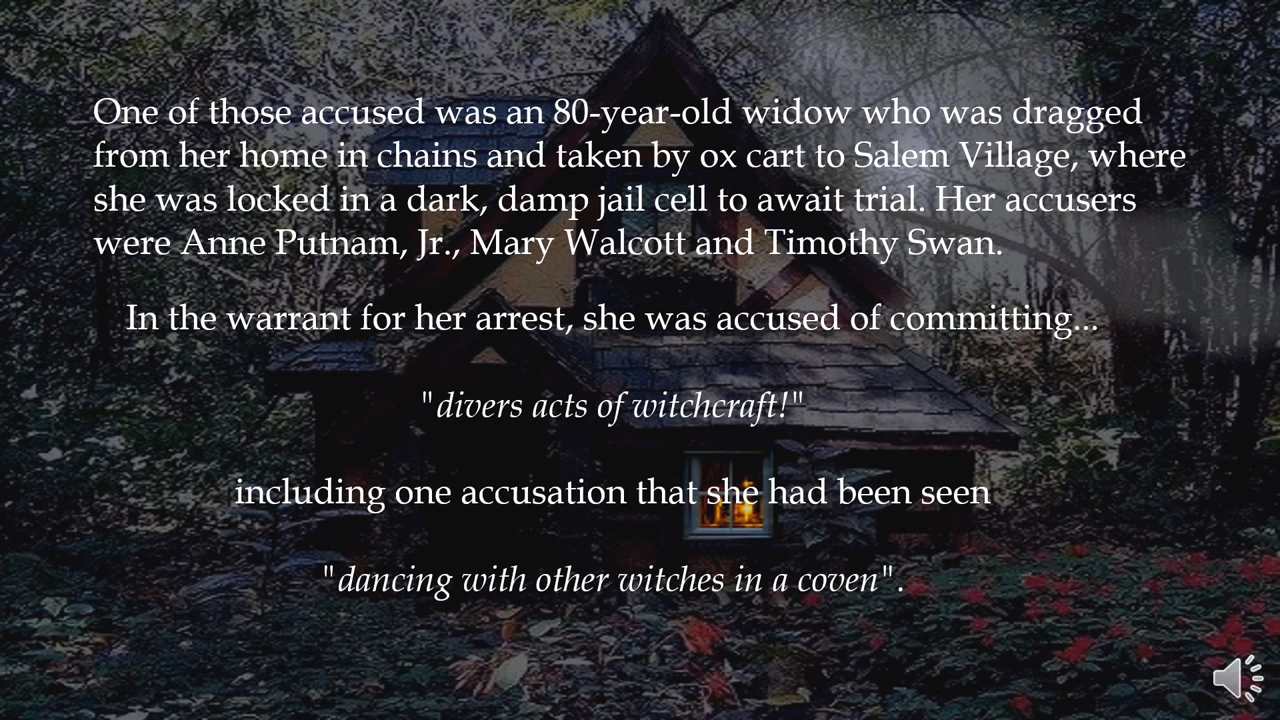 One of those accused was an 80-year-old widow who was dragged
from her home in chains and taken by ox cart to Salem Village, where
she was locked in a dark, damp jail cell to await trial. Her accusers
were Anne Putnam, Jr., Mary Walcott and Timothy Swan.
In the warrant for her arrest, she was accused of committing...
"divers acts of witchcraft!"
including one accusation that she had been seen
"dancing with other witches in a coven".